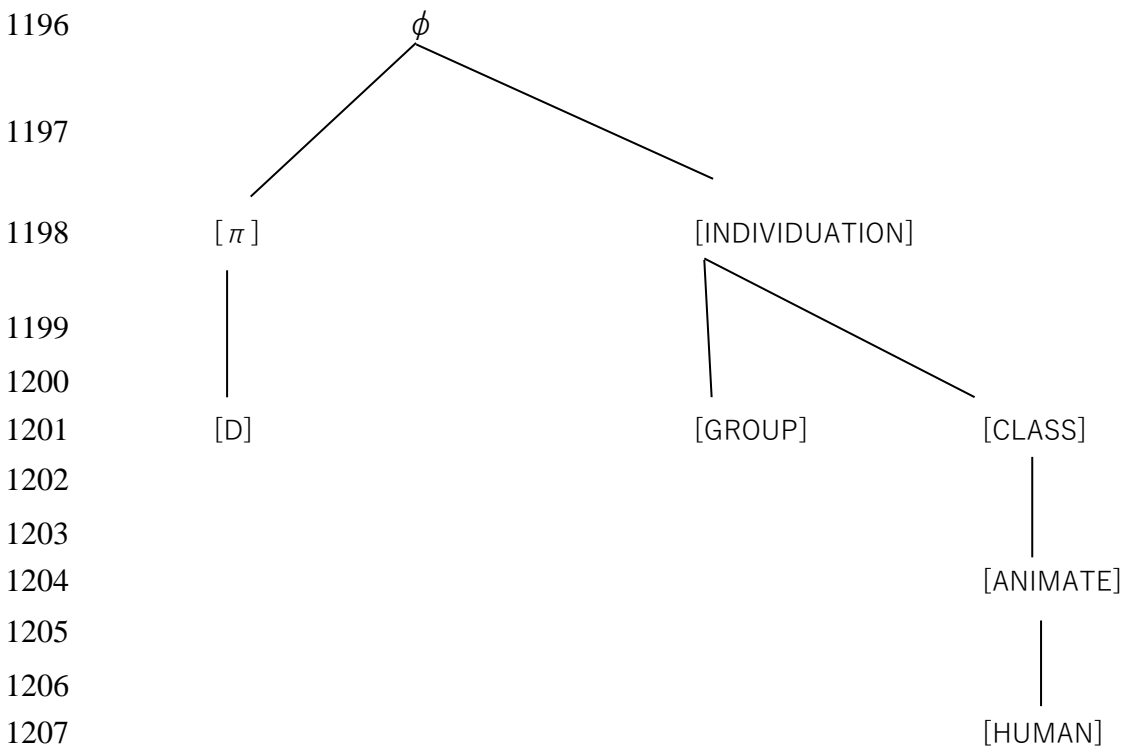 1196 ϕ
1197
1198 [π] [INDIVIDUATION]
1199
1200
1201 [D] [GROUP] [CLASS]
1202
1203
1204 [ANIMATE]
1205
1206
1207 [HUMAN]